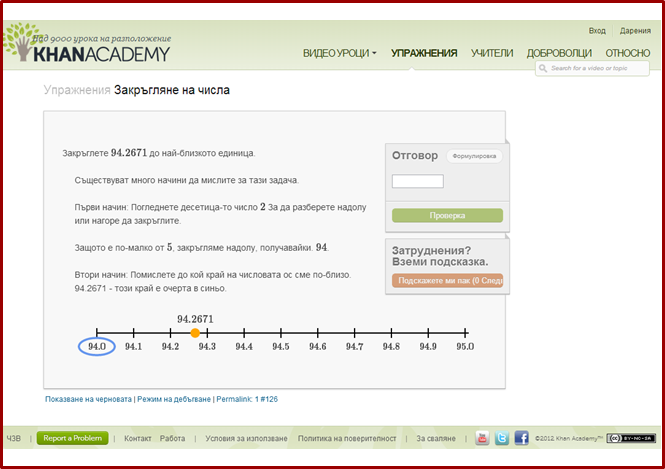 Над 9000 урока на разположение
KHANACADEMY
Вход Дарения
ВИДЕО УРОЦИ УПРАЖНЕНИЯ УЧИТЕЛИ ДОБРОВОЛЦИ ОТНОСНО
Search for a video or topic
Упражнения Закръгляне на числа
Закръглете 94.2671 до най-близкото единица.
Съществуват много начини да мислите за тази задача.
Първи начин: Погледнете десетица-то число 2 За да разберете надолу
или нагоре да закръглите.
Защото е по-малко от 5, закръгляме надолу, получавайки. 94.
Втори начин: Помислете до кой край на числовата ос сме по-близо.
94.2671 - този край е очерта в синьо.
94.2671
94.0 94.1 94.2 94.3 94.4 94.5 94.6 94.7 94.8 94.9 95.0
Отговор Формулировка
Проверка
Затруднения?
Вземи подсказка.
Подскажете ми пак (0 Следв
Показване на черновата | Режим на дебъгване | Permalink: 1 #126
ЧЗВ | Report a Problem | Контакт Работа | Условия за използване | Политика на поверителност | За сваляне | You Tube t f ©2012 Khan Academy™ cc BY-NC-SA